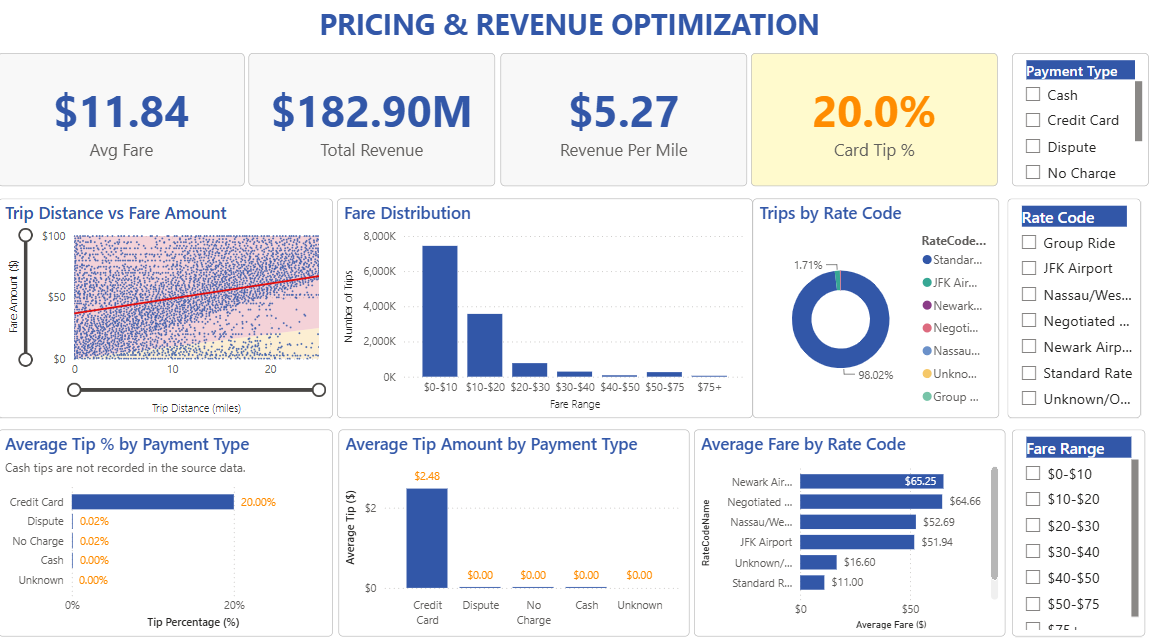 PRICING & REVENUE OPTIMIZATION
$11.84
Avg Fare
$182.90M
Total Revenue
$5.27
Revenue Per Mile
20.0%
Card Tip %
Payment Type
Cash
Credit Card
Dispute
No Charge
Trip Distance vs Fare Amount
$100
$50
$0
Fare Amount ($)
0
10
20
Trip Distance (miles)
Fare Distribution
8,000K
6,000K
4,000K
2,000K
0K
Number of Trips
$0-$10
$10-$20
$20-$30
$30-$40
$40-$50
$50-$75
$75+
Fare Range
Trips by Rate Code
1.71%
98.02%
RateCode...
Standar...
JFK Air...
Newark...
Negoti...
Nassau...
Unkno...
Group ...
Rate Code
Group Ride
JFK Airport
Nassau/Wes...
Negotiated ...
Newark Airp...
Standard Rate
Unknown/O...
Average Tip % by Payment Type
Cash tips are not recorded in the source data.
Credit Card
20.00%
Dispute
0.02%
No Charge
0.02%
Cash
0.00%
Unknown
0.00%
0%
20%
Tip Percentage (%)
Average Tip Amount by Payment Type
Average Tip ($)
$2
$0
$2.48
$0.00
$0.00
$0.00
$0.00
Credit
Card
Dispute
No
Charge
Cash
Unknown
Average Fare by Rate Code
RateCodeName
Newark Air...
$65.25
Negotiated ...
$64.66
Nassau/We...
$52.69
JFK Airport
$51.94
Unknown/...
$16.60
Standard R...
$11.00
$0
$50
Average Fare ($)
Fare Range
$0-$10
$10-$20
$20-$30
$30-$40
$40-$50
$50-$75
$75+